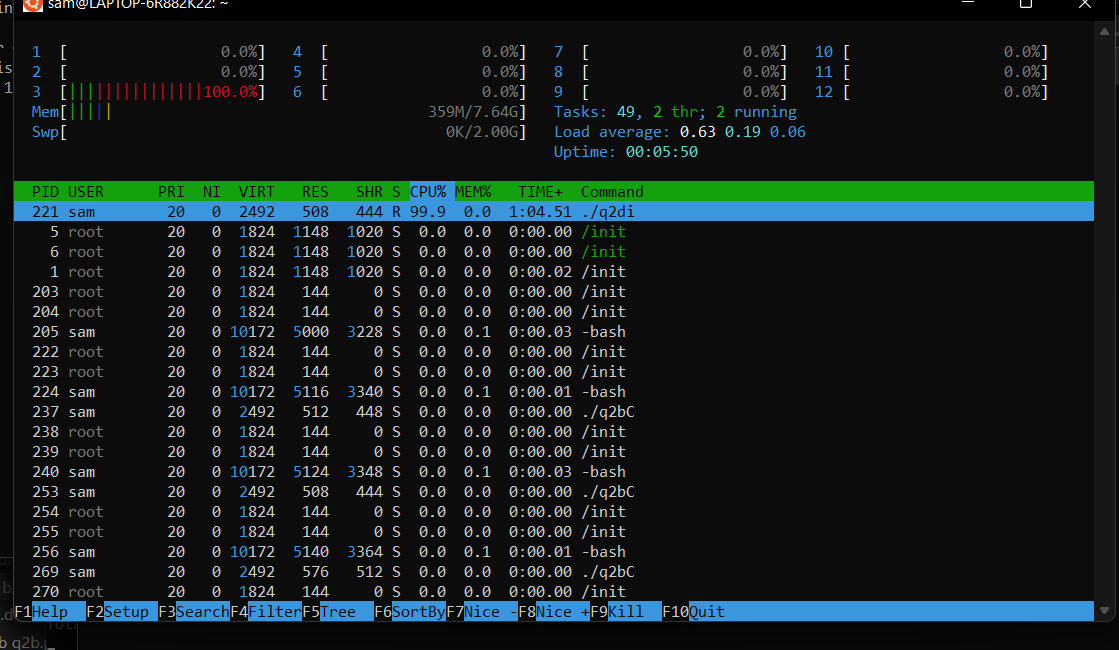 sam@LAPTOP-6R882K22: ~
1 [ 0.0%] 4 [ 0.0%] 7 [ 0.0%] 10 [ 0.0%]
2 [ 0.0%] 5 [ 0.0%] 8 [ 0.0%] 11 [ 0.0%]
3 [|||||||||||||||100.0%] 6 [ 0.0%] 9 [ 0.0%] 12 [ 0.0%]
Mem[||||| 359M/7.64G] Tasks: 49, 2 thr; 2 running
Swp[ 0K/2.00G] Load average: 0.63 0.19 0.06
Uptime: 00:05:50
PID USER PRI NI VIRT RES SHR S CPU% MEM% TIME+ Command
221 sam 20 0 2492 508 444 R 99.9 0.0 1:04.51 ./q2di
5 root 20 0 1824 1148 1020 S 0.0 0.0 0:00.00 /init
6 root 20 0 1824 1148 1020 S 0.0 0.0 0:00.00 /init
1 root 20 0 1824 1148 1020 S 0.0 0.0 0:00.02 /init
203 root 20 0 1824 144 0 S 0.0 0.0 0:00.00 /init
204 root 20 0 1824 144 0 S 0.0 0.0 0:00.00 /init
205 sam 20 0 10172 5000 3228 S 0.0 0.1 0:00.03 -bash
222 root 20 0 1824 144 0 S 0.0 0.0 0:00.00 /init
223 root 20 0 1824 144 0 S 0.0 0.0 0:00.00 /init
224 sam 20 0 10172 5116 3340 S 0.0 0.1 0:00.01 -bash
237 sam 20 0 2492 512 448 S 0.0 0.0 0:00.00 ./q2bC
238 root 20 0 1824 144 0 S 0.0 0.0 0:00.00 /init
239 root 20 0 1824 144 0 S 0.0 0.0 0:00.00 /init
240 sam 20 0 10172 5124 3348 S 0.0 0.1 0:00.03 -bash
253 sam 20 0 2492 508 444 S 0.0 0.0 0:00.00 ./q2bC
254 root 20 0 1824 144 0 S 0.0 0.0 0:00.00 /init
255 root 20 0 1824 144 0 S 0.0 0.0 0:00.00 /init
256 sam 20 0 10172 5140 3364 S 0.0 0.1 0:00.01 -bash
269 sam 20 0 2492 576 512 S 0.0 0.0 0:00.00 ./q2bC
270 root 20 0 1824 144 0 S 0.0 0.0 0:00.00 /init
F1Help F2Setup F3SearchF4FilterF5Tree F6SortByF7Nice -F8Nice +F9Kill F10Quit